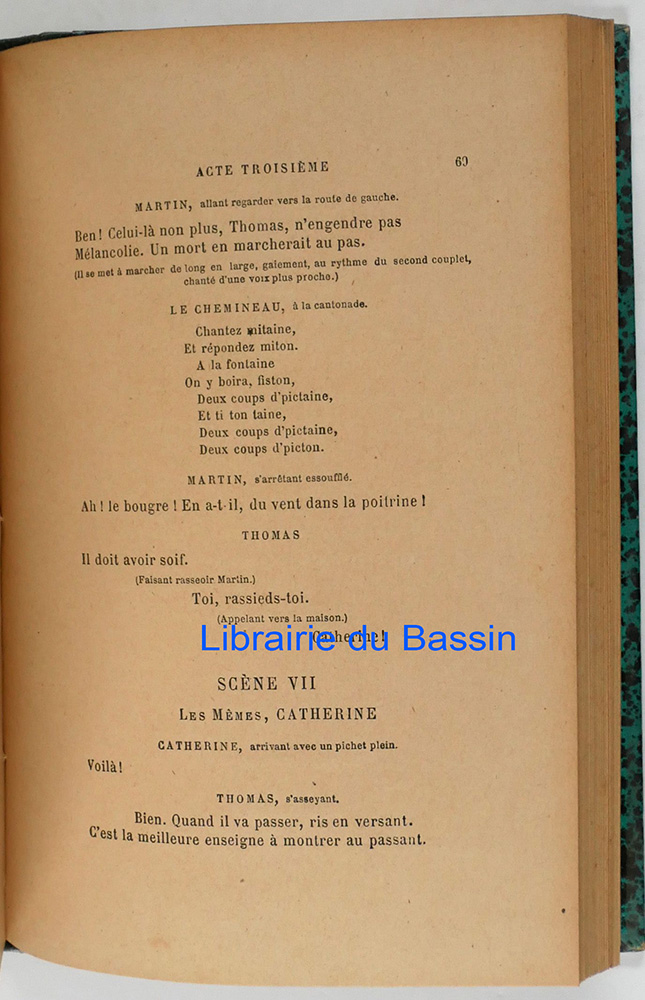 ACTE TROISIÈME 69
MARTIN, allant regarder vers la route de gauche.
Ben! Celui-là non plus, Thomas, n'engendre pas
Mélancolie. Un mort en marcherait au pas.
(Il se met à marcher de long en large, gaiement, au rythme du second couplet,
chanté d'une voix plus proche.)
LE CHEMINEAU, à la cantonade.
Chantez mitaine,
Et répondez miton.
A la fontaine
On y boira, fiston,
Deux coups d'pictaine,
Et ti ton taine,
Deux coups d'pictaine,
Deux coups d'picton.
MARTIN, s'arrêtant essoufflé.
Ah! le bougre! En a-t-il, du vent dans la poitrine!
THOMAS
Il doit avoir soif.
(Faisant rasseoir Martin.)
Toi, rassieds-toi.
(Appelant vers la maison.)
Catherine!
Librairie du Bassin
SCÈNE VII
LES MÊMES, CATHERINE
CATHERINE, arrivant avec un pichet plein.
Voilà!
THOMAS, s'asseyant.
Bien. Quand il va passer, ris en versant.
C'est la meilleure enseigne à montrer au passant.